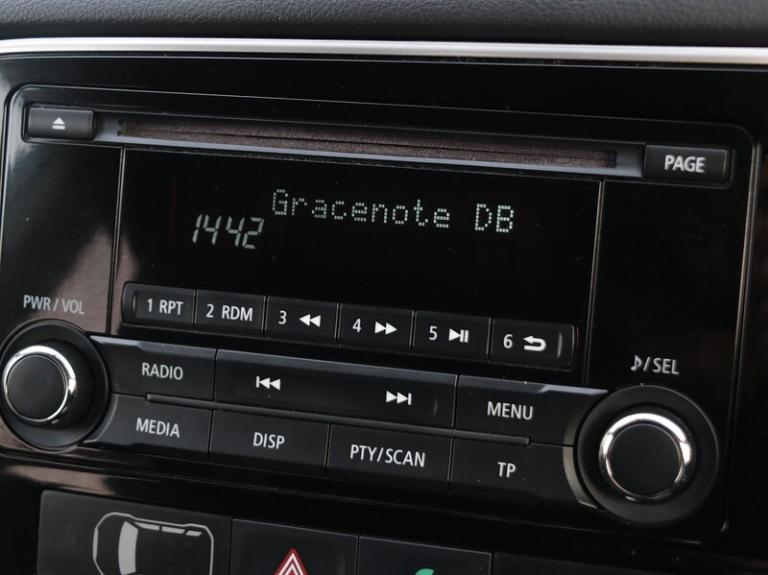 PAGE
Gracenote DB
1442
PWR/VOL
1 RPT 2 RDM 3 4 5 6
♪/SEL
RADIO MENU
MEDIA DISP PTY/SCAN TP